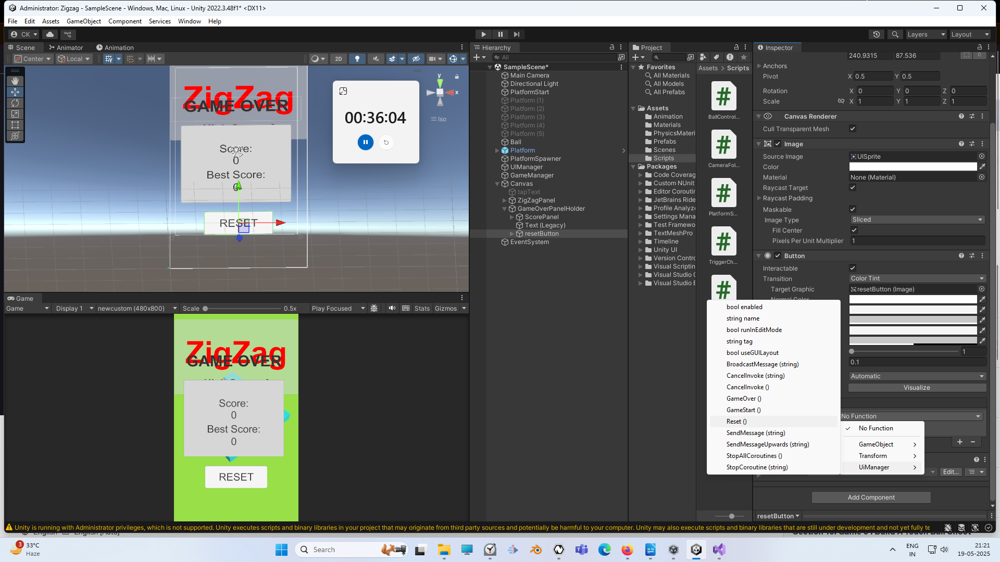 Administrator: Zigzag - SampleScene - Windows, Mac, Linux - Unity 2022.3.48f1* <DX11>
File Edit Assets GameObject Component Services Window Help
CK
Layers
Layout
Scene
Animator
Animation
Center
Local
2D
ZigZag
GAME OVER
Score:
0
Best Score:
0
RESET
00:36:04
y
x
Iso
Game
Game
Display 1
newcustom (480x800)
Scale
0.5x
Play Focused
Stats
Gizmos
ZigZag
GAME OVER
Score:
0
Best Score:
0
RESET
Hierarchy
All
SampleScene*
Main Camera
Directional Light
PlatformStart
Platform (1)
Platform (2)
Platform (3)
Platform (4)
Platform (5)
Ball
Platform
PlatformSpawner
UIManager
GameManager
Canvas
tapText
ZigZagPanel
GameOverPanelHolder
ScorePanel
Text (Legacy)
resetButton
EventSystem
Project
Favorites
All Materials
All Models
All Prefabs
Assets
Animation
Materials
PhysicsMateri
Prefabs
Scenes
Scripts
Packages
Code Coverag
Custom NUnit
Editor Coroutir
JetBrains Ride
Profile Analyze
Settings Mana
Test Framewo
TextMeshPro
Timeline
Unity UI
Version Contro
Visual Scriptin
Visual Studio C
Visual Studio E
Assets > Scripts
BallControl...
CameraFol...
PlatformS...
TriggerCh...
Inspector
240.9315 87.536
R
Anchors
Pivot X 0.5 Y 0.5
Rotation X 0 Y 0 Z 0
Scale X 1 Y 1 Z 1
Canvas Renderer
Cull Transparent Mesh
Image
Source Image UISprite
Color
Material None (Material)
Raycast Target
Raycast Padding
Maskable
Image Type Sliced
Fill Center
Pixels Per Unit Multiplier 1
Button
Interactable
Transition Color Tint
Target Graphic resetButton (Image)
Normal Color
1
0.1
Automatic
Visualize
No Function
bool enabled
string name
bool runInEditMode
string tag
bool useGUILayout
BroadcastMessage (string)
CancelInvoke (string)
CancelInvoke ()
GameOver ()
GameStart ()
Reset ()
SendMessage (string)
SendMessageUpwards (string)
StopAllCoroutines ()
StopCoroutine (string)
No Function
GameObject
Transform
UiManager
Edit...
Add Component
resetButton
Unity is running with Administrator privileges, which is not supported. Unity executes scripts and binary libraries in your project that may originate from third party sources and potentially be harmful to your computer. Unity may also execute scripts and binary libraries that are still under development and not yet fully te
3
33°C
Haze
Search
ENG
IN
21:21
19-05-2025